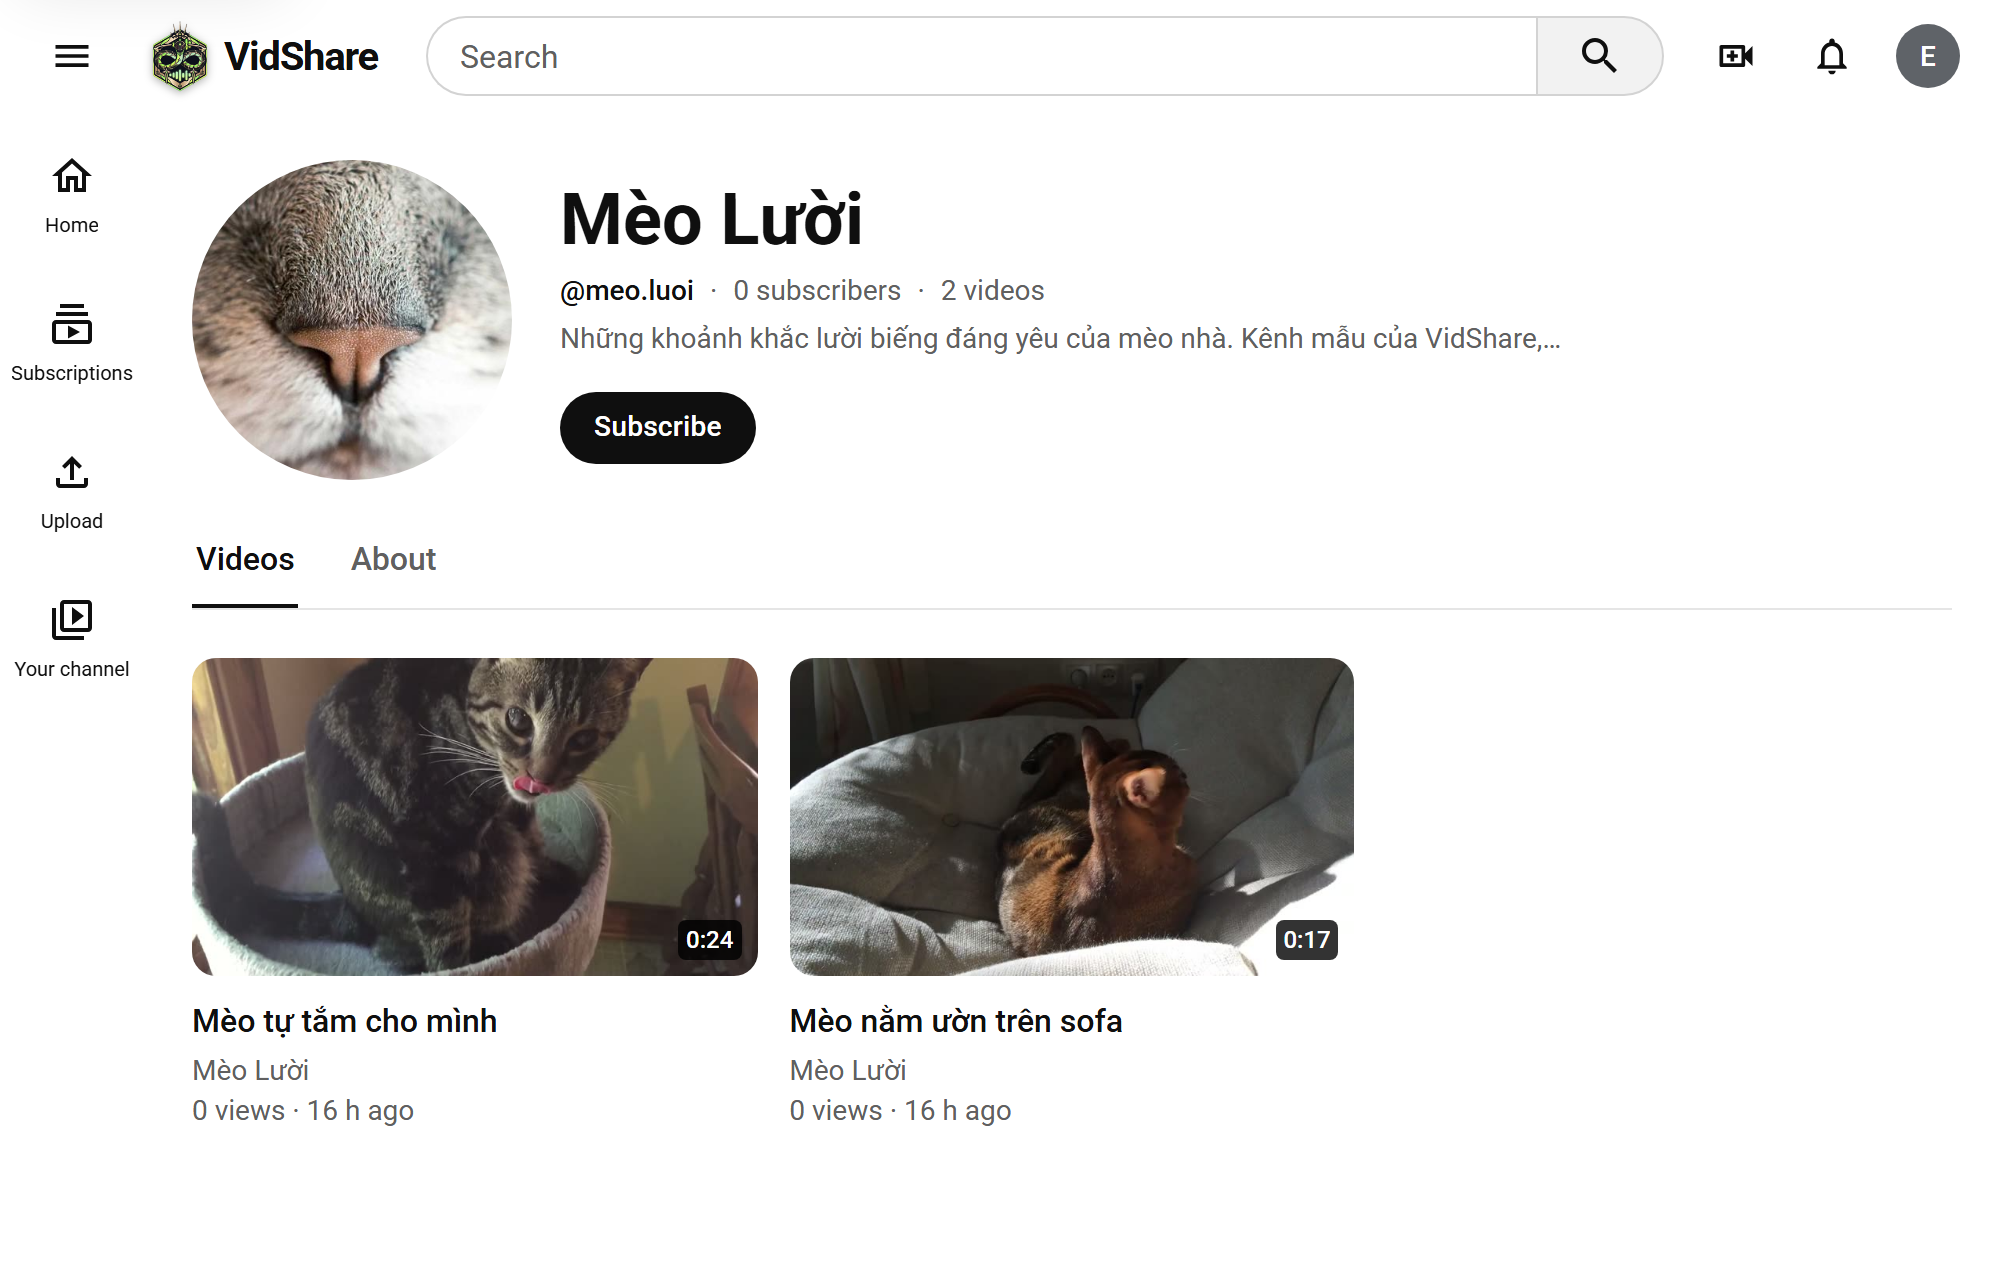 VidShare
Search
E
Home
Subscriptions
Upload
Your channel
Mèo Lười
@meo.luoi · 0 subscribers · 2 videos
Những khoảnh khắc lười biếng đáng yêu của mèo nhà. Kênh mẫu của VidShare,...
Subscribe
Videos
About
0:24
0:17
Mèo tự tắm cho mình
Mèo Lười
0 views · 16 h ago
Mèo nằm ườn trên sofa
Mèo Lười
0 views · 16 h ago